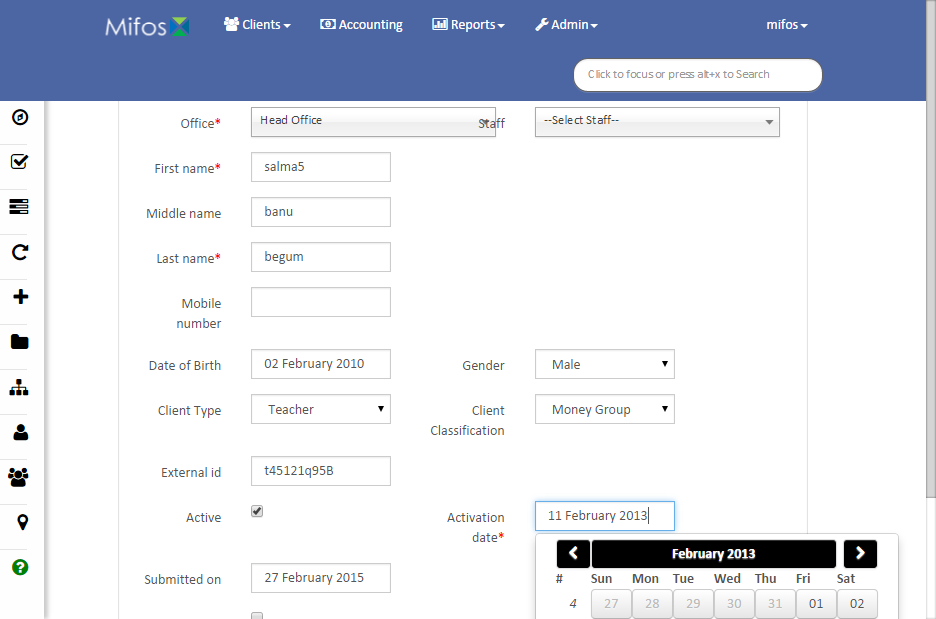 Mifos Clients Accounting Reports Admin mifos
Click to focus or press alt+x to Search
Office* Head Office Staff --Select Staff--
First name* salma5
Middle name banu
Last name* begum
Mobile
number
Date of Birth 02 February 2010 Gender Male
Client Type Teacher Client
Classification Money Group
External id t45121q95B
Active Activation
date* 11 February 2013
February 2013
Submitted on 27 February 2015
# Sun Mon Tue Wed Thu Fri Sat
4 27 28 29 30 31 01 02
?